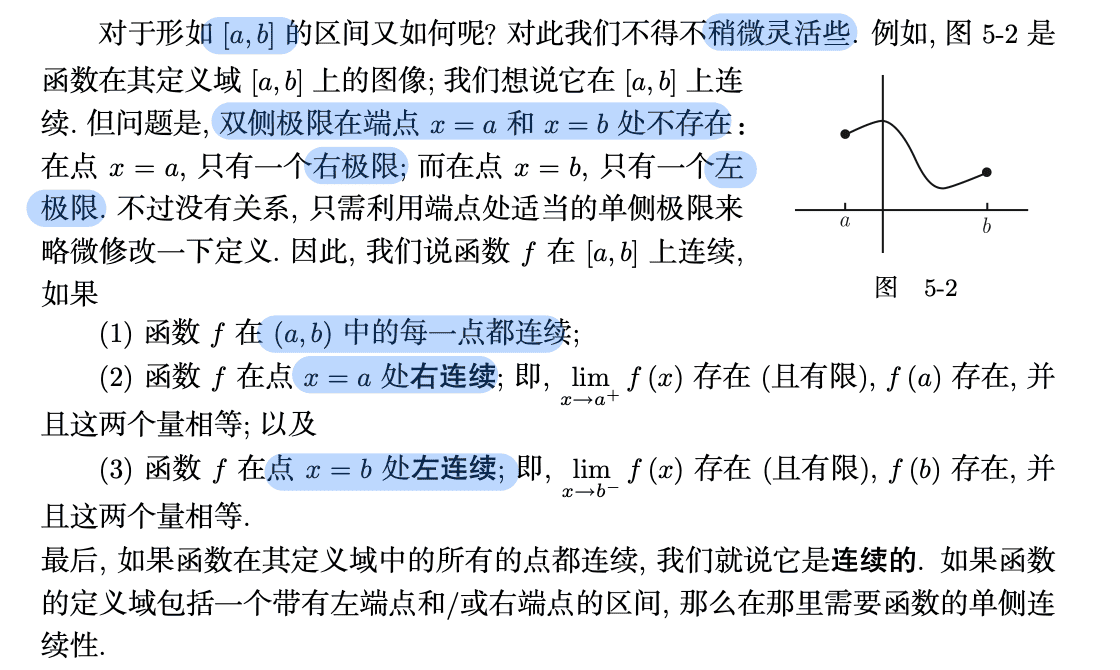 对于形如 [a, b] 的区间又如何呢? 对此我们不得不稍微灵活些. 例如, 图 5-2 是
函数在其定义域 [a, b] 上的图像; 我们想说它在 [a, b] 上连
续. 但问题是, 双侧极限在端点 x = a 和 x = b 处不存在:
在点 x = a, 只有一个右极限; 而在点 x = b, 只有一个左
极限. 不过没有关系, 只需利用端点处适当的单侧极限来
略微修改一下定义. 因此, 我们说函数 f 在 [a, b] 上连续,
如果
a
b
图 5-2
(1) 函数 f 在 (a, b) 中的每一点都连续;
(2) 函数 f 在点 x = a 处右连续; 即, lim_{x→a⁺} f (x) 存在 (且有限), f (a) 存在, 并
且这两个量相等; 以及
(3) 函数 f 在点 x = b 处左连续; 即, lim_{x→b⁻} f (x) 存在 (且有限), f (b) 存在, 并
且这两个量相等.
最后, 如果函数在其定义域中的所有的点都连续, 我们就说它是连续的. 如果函数
的定义域包括一个带有左端点和/或右端点的区间, 那么在那里需要函数的单侧连
续性.